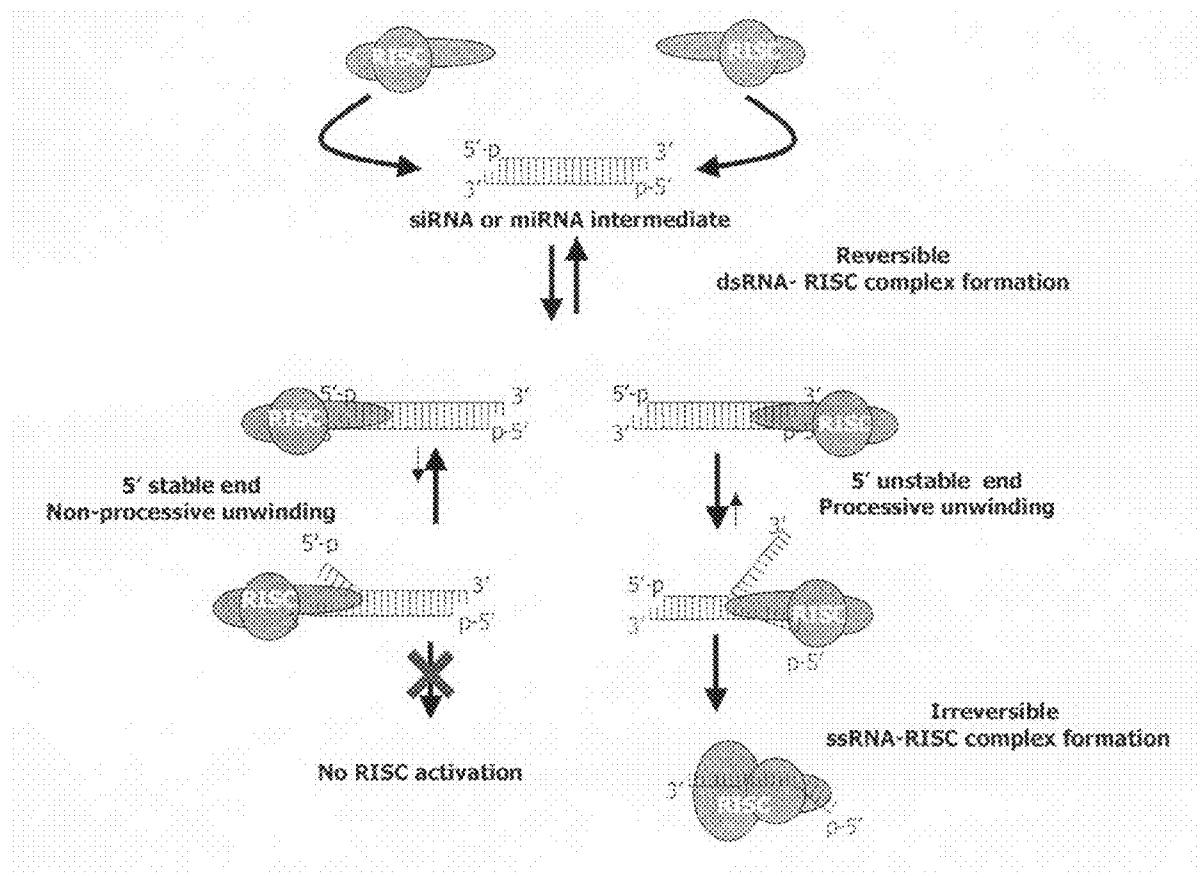 RISC
RISC
5'-p 3'
3' p-5'
siRNA or miRNA intermediate
Reversible
dsRNA- RISC complex formation
5'-p 3'
RISC
3' p-5'
5'-p 3'
RISC
3' p-5'
5' stable end
Non-processive unwinding
5' unstable end
Processive unwinding
5'-p
3'
RISC
p-5'
3'
5'-p
RISC
3'
p-5'
Irreversible
ssRNA-RISC complex formation
No RISC activation
3'
RISC
p-5'